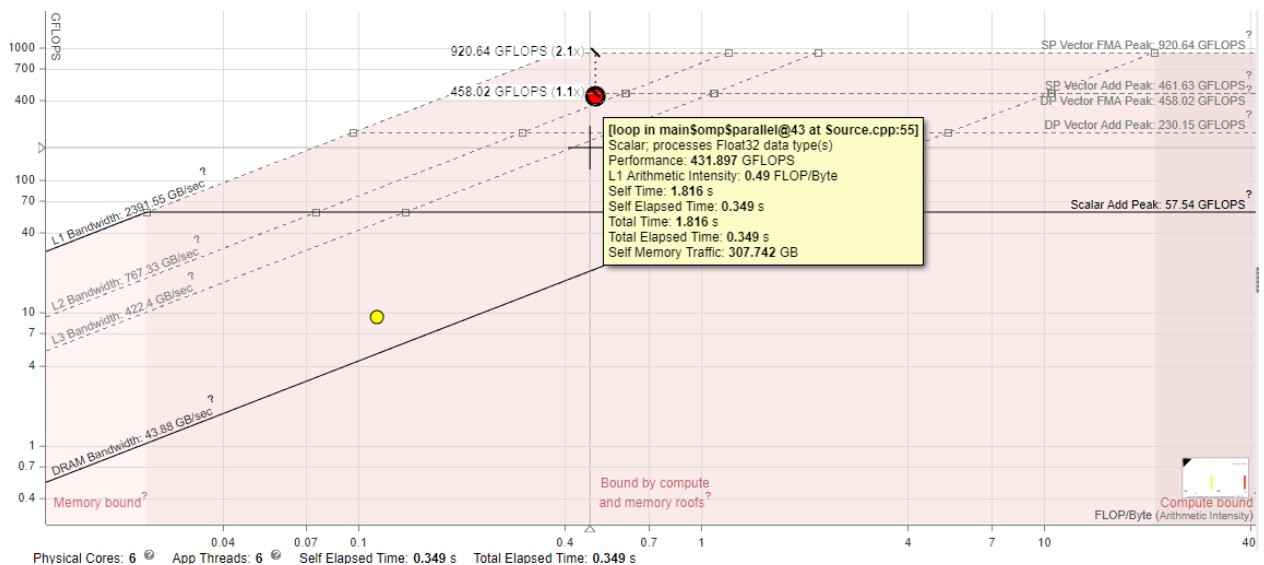 GFLOPS
1000
700
400
100
70
40
10
7
4
1
0.7
0.4
920.64 GFLOPS (2.1x)
458.02 GFLOPS (1.1x)
?
SP Vector FMA Peak: 920.64 GFLOPS
?
SP Vector Add Peak: 461.63 GFLOPS
?
DP Vector FMA Peak: 458.02 GFLOPS
?
DP Vector Add Peak: 230.15 GFLOPS
?
Scalar Add Peak: 57.54 GFLOPS
[loop in main$omp$parallel@43 at Source.cpp:55]
Scalar; processes Float32 data type(s)
Performance: 431.897 GFLOPS
L1 Arithmetic Intensity: 0.49 FLOP/Byte
Self Time: 1.816 s
Self Elapsed Time: 0.349 s
Total Time: 1.816 s
Total Elapsed Time: 0.349 s
Self Memory Traffic: 307.742 GB
L1 Bandwidth: 2391.55 GB/sec ?
L2 Bandwidth: 767.33 GB/sec ?
L3 Bandwidth: 422.4 GB/sec ?
DRAM Bandwidth: 43.88 GB/sec ?
Memory bound?
Bound by compute
and memory roofs?
Compute bound?
FLOP/Byte (Arithmetic Intensity)
0.04 0.07 0.1 0.4 0.7 1 4 7 10 40
Physical Cores: 6 App Threads: 6 Self Elapsed Time: 0.349 s Total Elapsed Time: 0.349 s